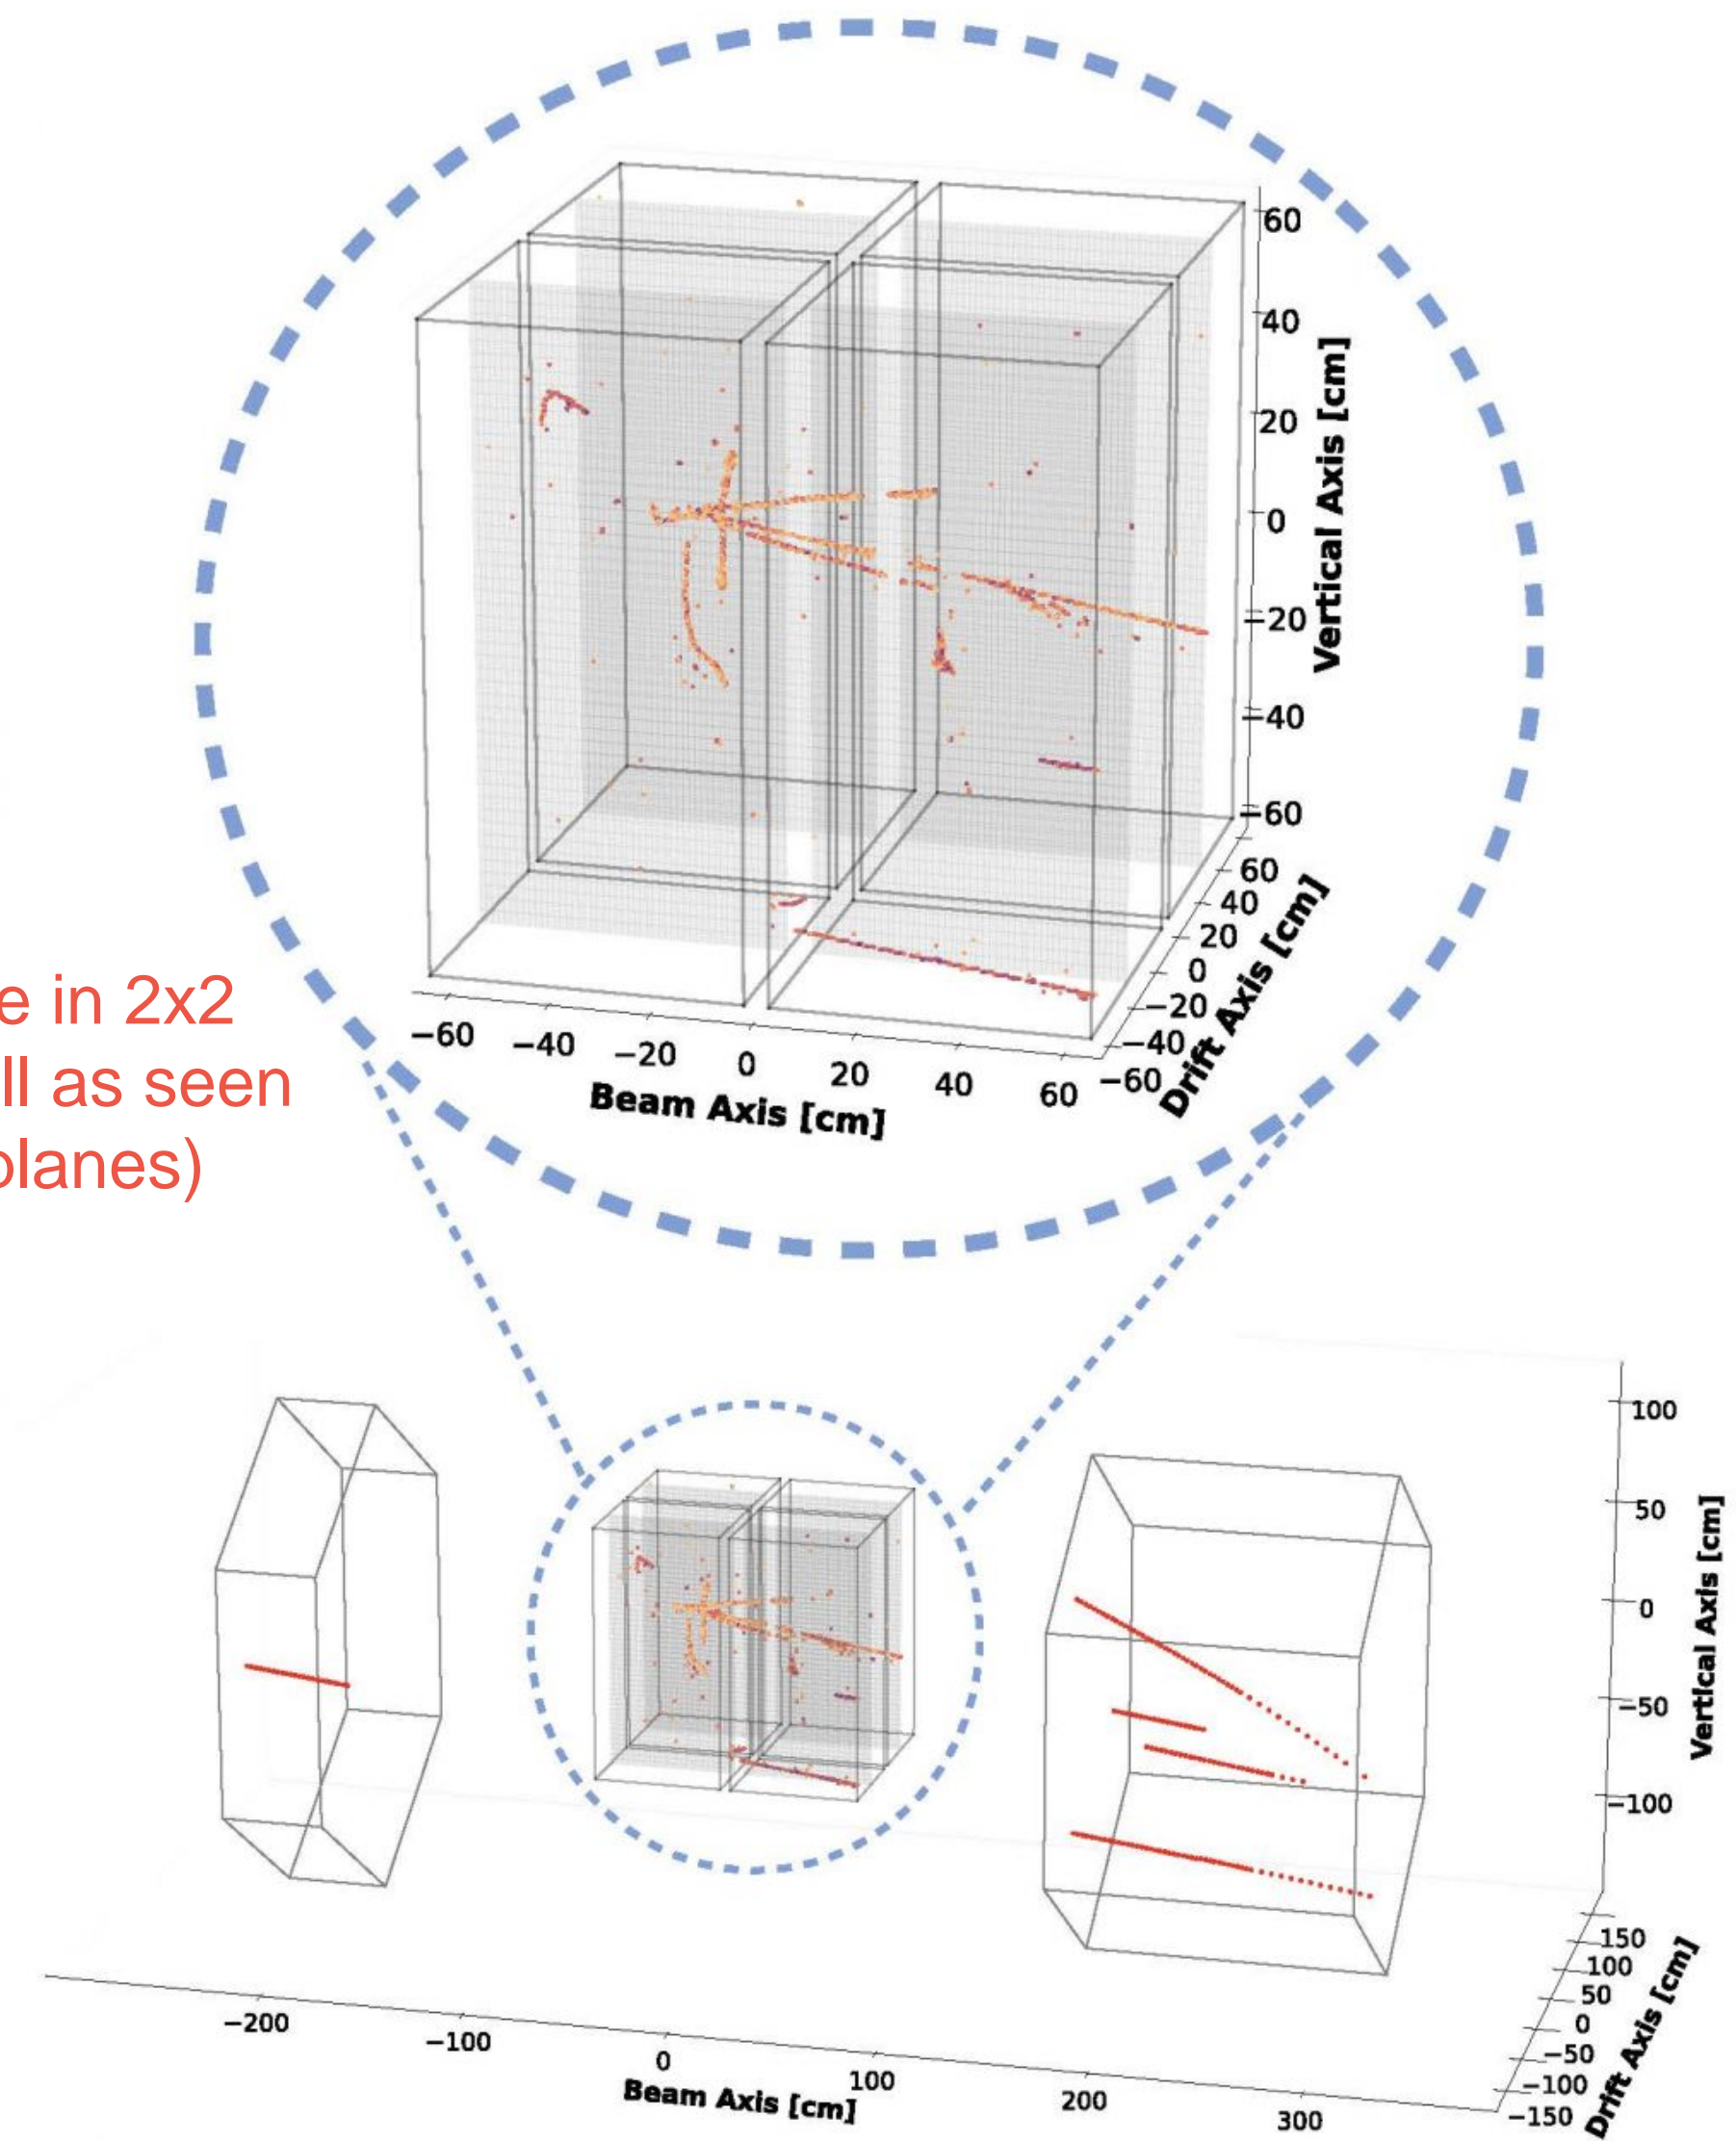 60
40
20
0
−20
−40
−60
Vertical Axis [cm]
60
40
20
0
−20
−40
−60
Drift Axis [cm]
−60 −40 −20 0 20 40 60
Beam Axis [cm]
e in 2x2
ll as seen
planes)
100
50
0
−50
−100
Vertical Axis [cm]
150
100
50
0
−50
−100
−150
Drift Axis [cm]
−200 −100 0 100 200 300
Beam Axis [cm]